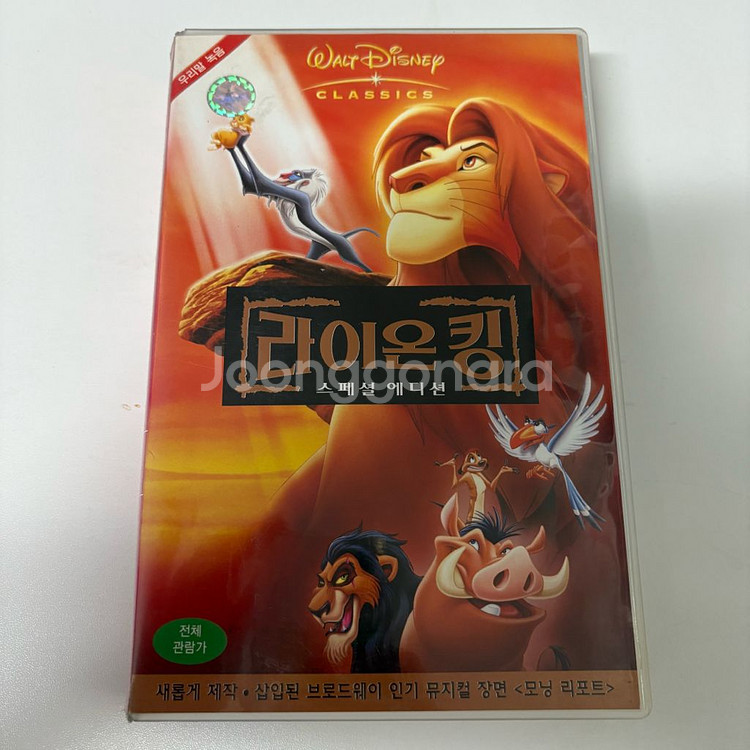 우리말 녹음
WALT DISNEY
CLASSICS
라이온 킹
Joonggonara
스페셜 에디션
전체
관람가
새롭게 제작 • 삽입된 브로드웨이 인기 뮤지컬 장면 <모닝 리포트>